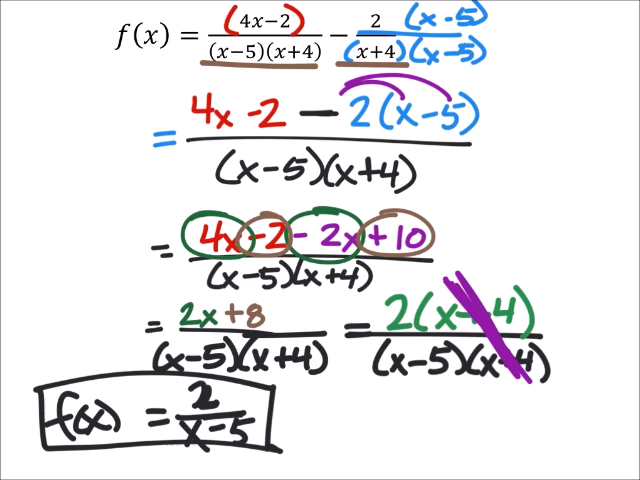 f(x) = (4x−2)/((x−5)(x+4)) − 2/(x+4) (x-5)/(x-5)
= (4x - 2 - 2(x-5))/((x-5)(x+4))
= (4x - 2 - 2x + 10)/((x-5)(x+4))
= (2x + 8)/((x-5)(x+4)) = 2(x+4)/((x-5)(x+4))
f(x) = 2/(x-5)